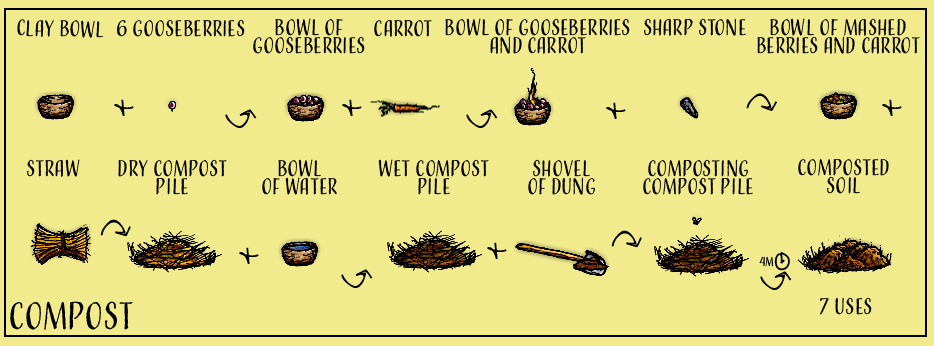 CLAY BOWL
6 GOOSEBERRIES
BOWL OF
GOOSEBERRIES
CARROT
BOWL OF GOOSEBERRIES
AND CARROT
SHARP STONE
BOWL OF MASHED
BERRIES AND CARROT
+
+
+
+
STRAW
DRY COMPOST
PILE
BOWL
OF WATER
WET COMPOST
PILE
SHOVEL
OF DUNG
COMPOSTING
COMPOST PILE
COMPOSTED
SOIL
+
+
4M
7 USES
COMPOST